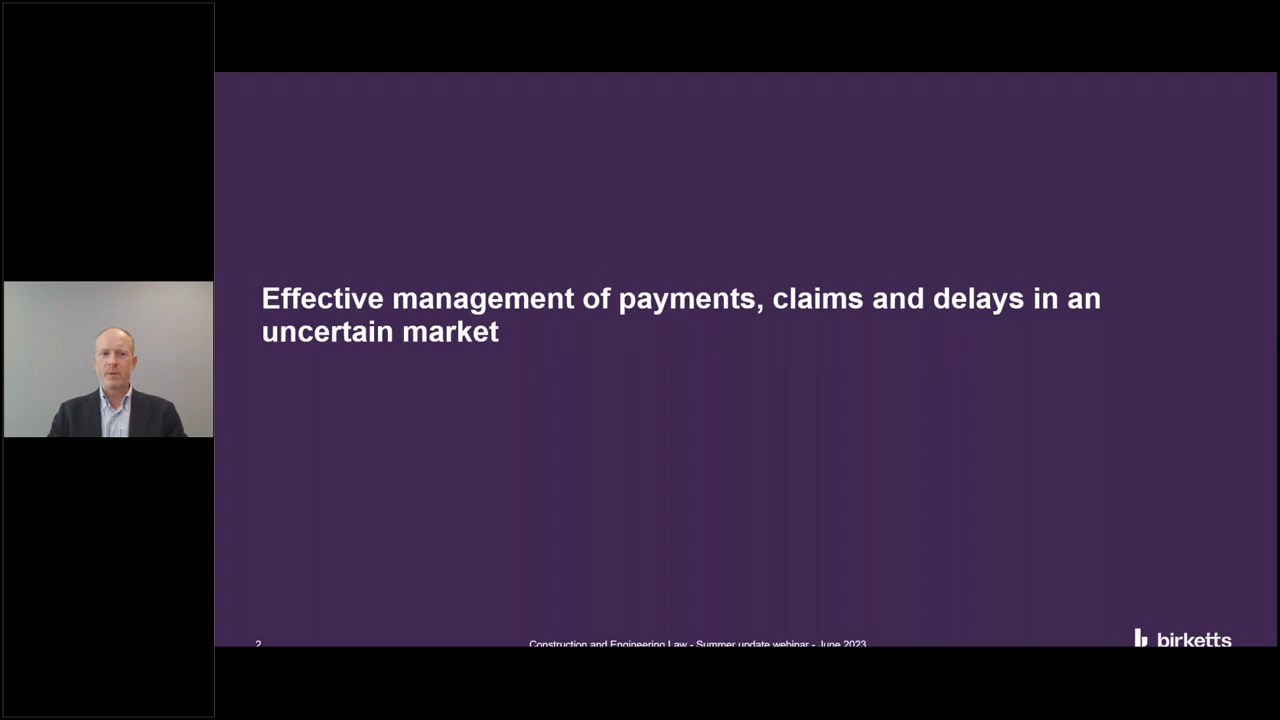 Effective management of payments, claims and delays in an
uncertain market
2
Construction and Engineering Law - Summer update webinar - June 2023
birketts